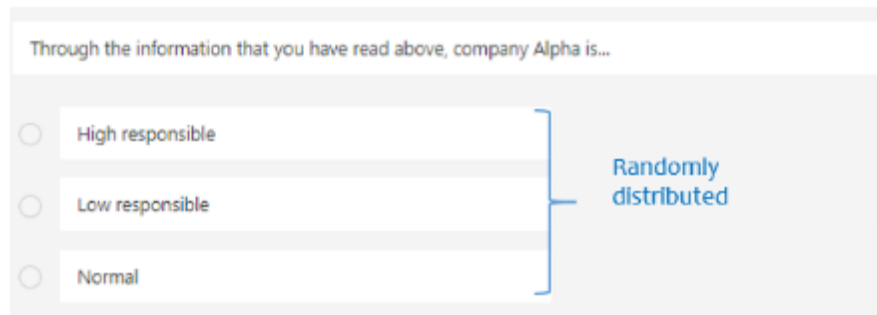 Through the information that you have read above, company Alpha is...
High responsible
Low responsible
Normal
Randomly
distributed